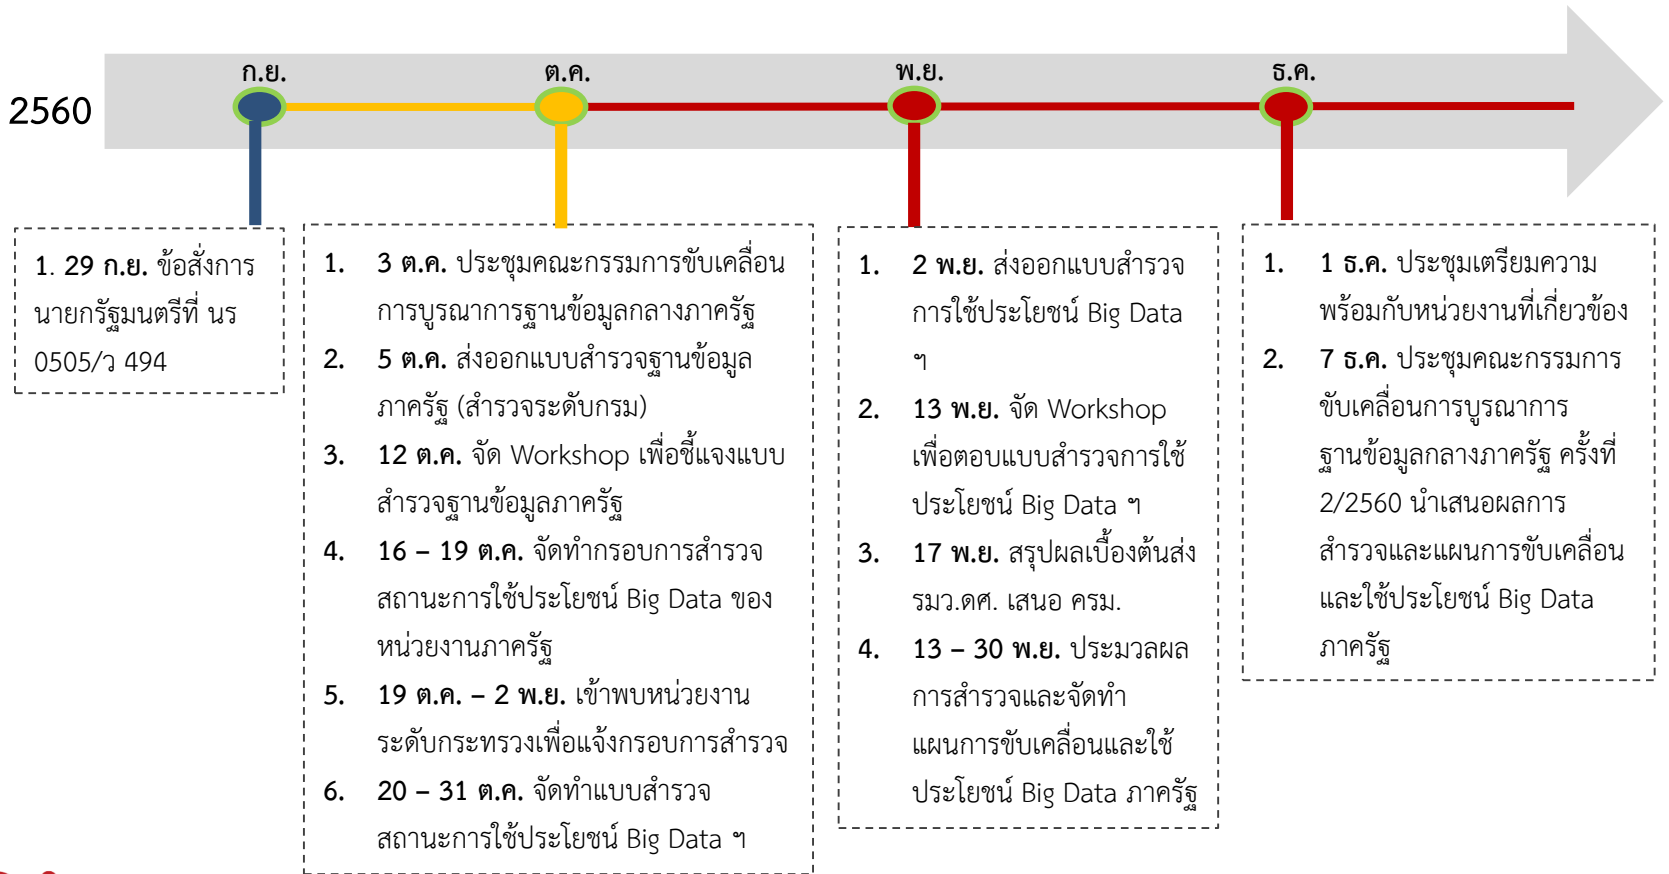 ก.ย.
ต.ค.
พ.ย.
ธ.ค.
2560
1. 29 ก.ย. ข้อสั่งการ
นายกรัฐมนตรีที่ นร
0505/ว 494
1. 3 ต.ค. ประชุมคณะกรรมการขับเคลื่อน
การบูรณาการฐานข้อมูลกลางภาครัฐ
2. 5 ต.ค. ส่งออกแบบสำรวจฐานข้อมูล
ภาครัฐ (สำรวจระดับกรม)
3. 12 ต.ค. จัด Workshop เพื่อชี้แจงแบบ
สำรวจฐานข้อมูลภาครัฐ
4. 16 – 19 ต.ค. จัดทำกรอบการสำรวจ
สถานะการใช้ประโยชน์ Big Data ของ
หน่วยงานภาครัฐ
5. 19 ต.ค. – 2 พ.ย. เข้าพบหน่วยงาน
ระดับกระทรวงเพื่อแจ้งกรอบการสำรวจ
6. 20 – 31 ต.ค. จัดทำแบบสำรวจ
สถานะการใช้ประโยชน์ Big Data ฯ
1. 2 พ.ย. ส่งออกแบบสำรวจ
การใช้ประโยชน์ Big Data
ฯ
2. 13 พ.ย. จัด Workshop
เพื่อตอบแบบสำรวจการใช้
ประโยชน์ Big Data ฯ
3. 17 พ.ย. สรุปผลเบื้องต้นส่ง
รมว.ดศ. เสนอ ครม.
4. 13 – 30 พ.ย. ประมวลผล
การสำรวจและจัดทำ
แผนการขับเคลื่อนและใช้
ประโยชน์ Big Data ภาครัฐ
1. 1 ธ.ค. ประชุมเตรียมความ
พร้อมกับหน่วยงานที่เกี่ยวข้อง
2. 7 ธ.ค. ประชุมคณะกรรมการ
ขับเคลื่อนการบูรณาการ
ฐานข้อมูลกลางภาครัฐ ครั้งที่
2/2560 นำเสนอผลการ
สำรวจและแผนการขับเคลื่อน
และใช้ประโยชน์ Big Data
ภาครัฐ